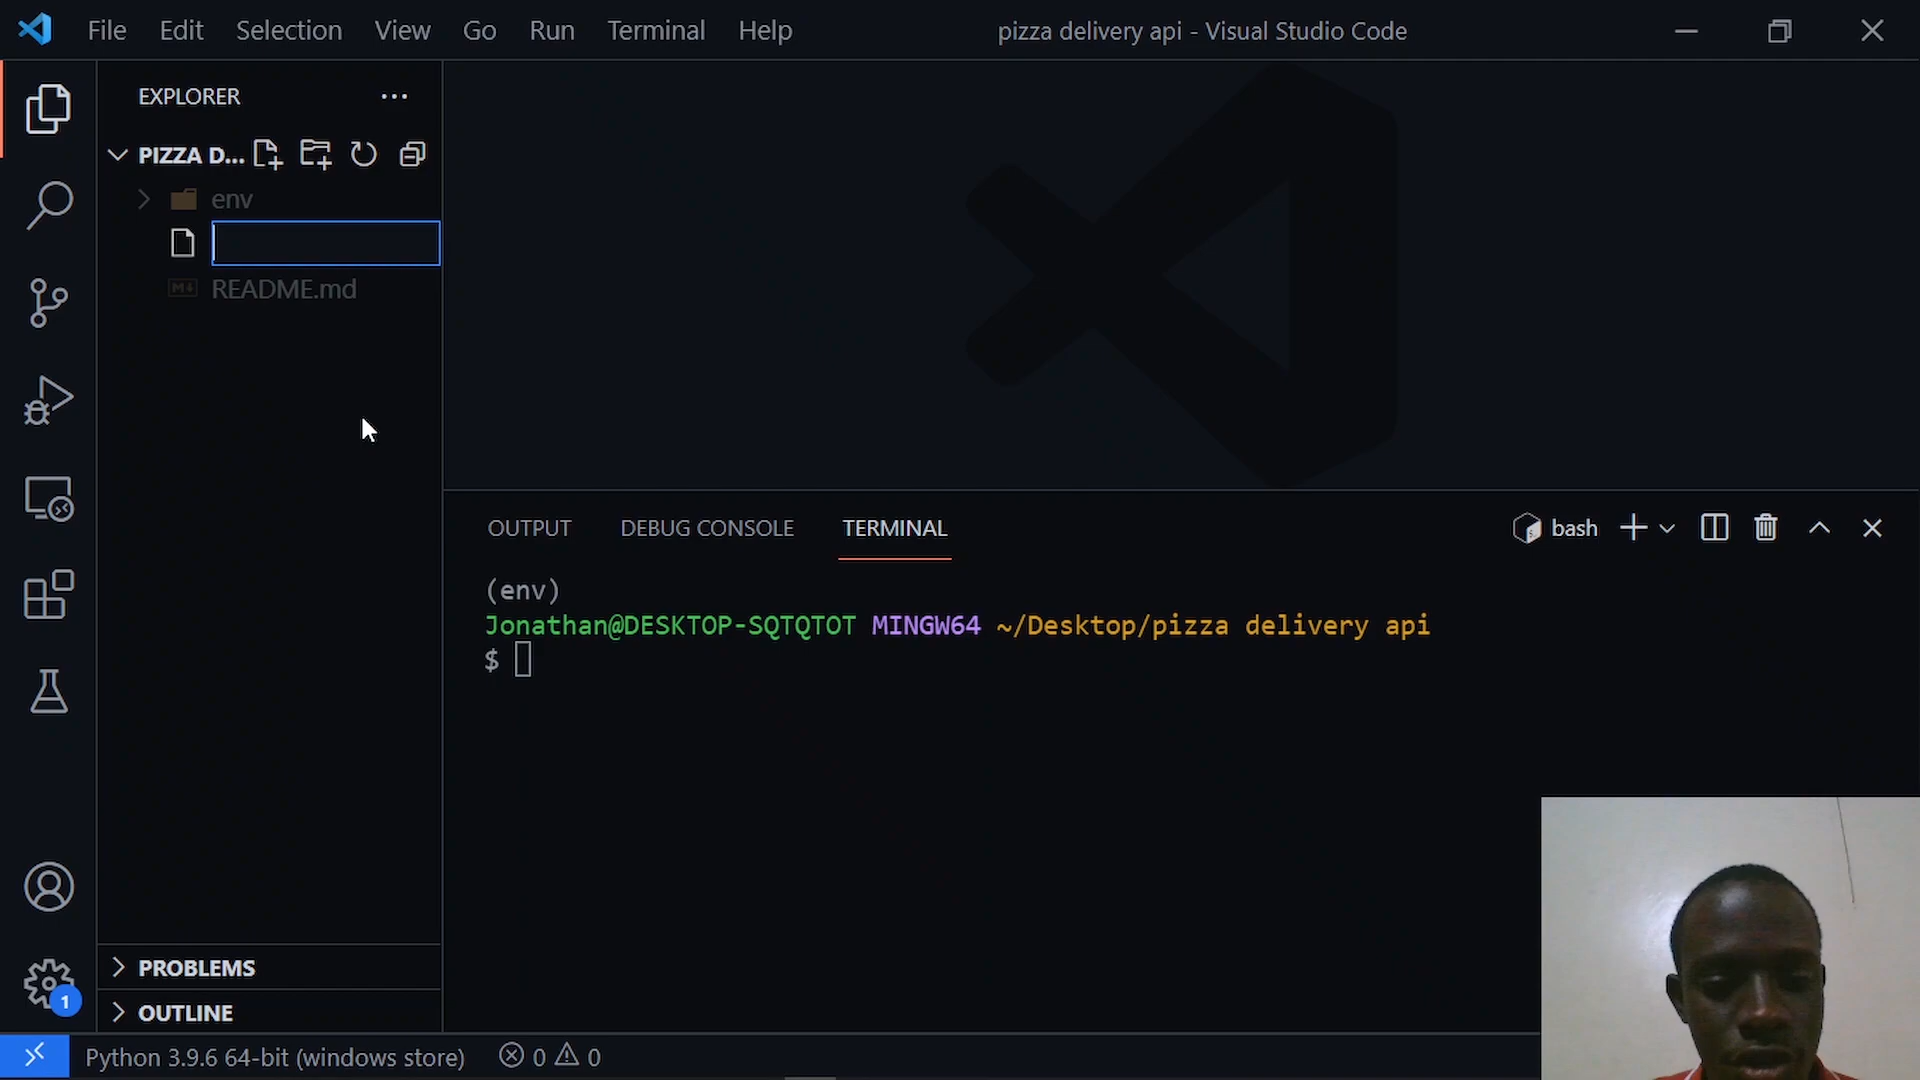 File Edit Selection View Go Run Terminal Help pizza delivery api - Visual Studio Code
EXPLORER
PIZZA D...
env
README.md
OUTPUT DEBUG CONSOLE TERMINAL bash
(env)
Jonathan@DESKTOP-SQTQTOT MINGW64 ~/Desktop/pizza delivery api
$
PROBLEMS
1
OUTLINE
Python 3.9.6 64-bit (windows store) 0 0